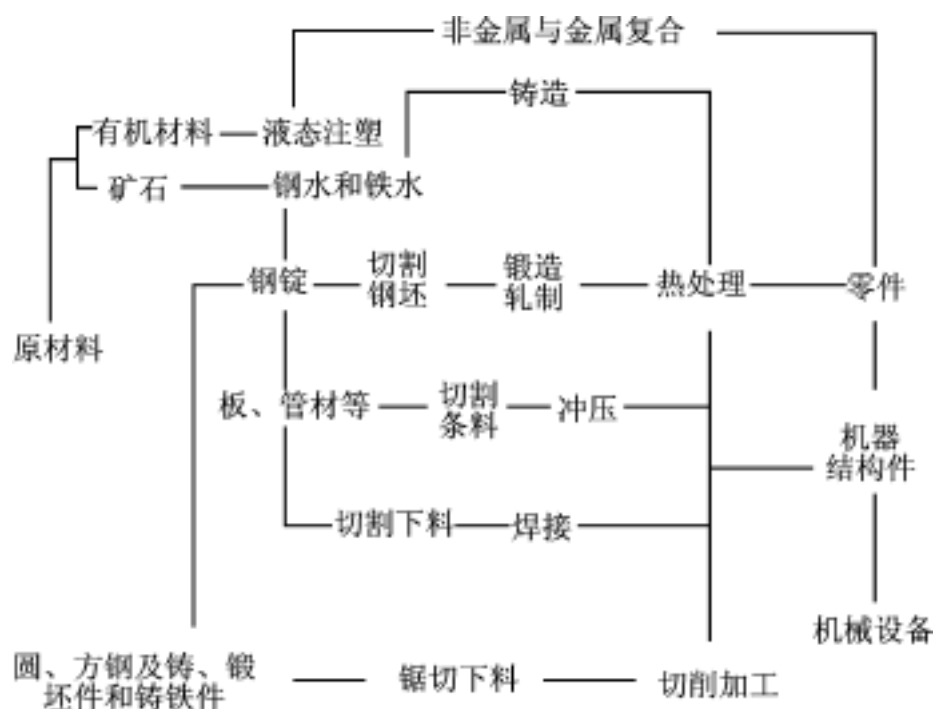 非金属与金属复合
铸造
有机材料
液态注塑
矿石
钢水和铁水
钢锭
切割
钢坯
锻造
轧制
热处理
零件
原材料
板、管材等
切割
条料
冲压
机器
结构件
切割下料
焊接
机械设备
圆、方钢及铸、锻
坯件和铸铁件
锯切下料
切削加工